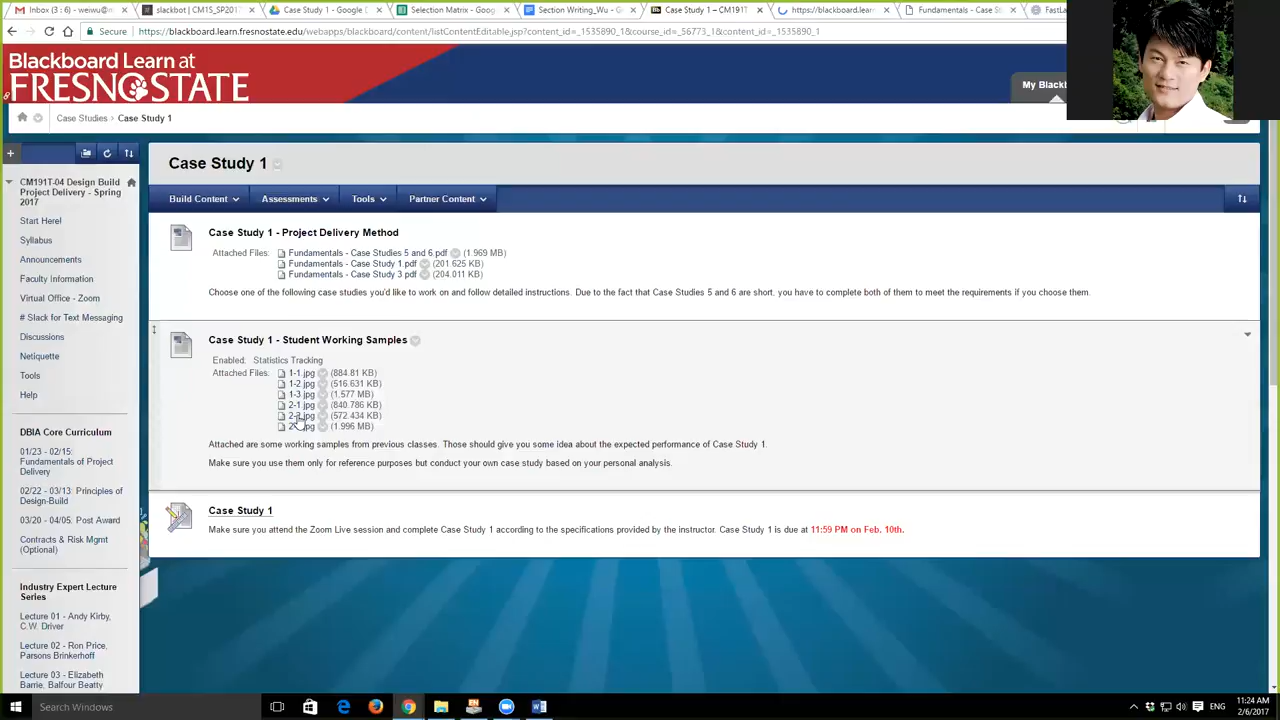 Inbox (3 : 6) - weiwu@m
slackbot | CM15_SP2017
Case Study 1 - Google D
Selection Matrix - Goog
Section Writing_Wu - G
Case Study 1 – CM191T
https://blackboard.lear
Fundamentals - Case St
FastLa
Secure
https://blackboard.learn.fresnostate.edu/webapps/blackboard/content/listContentEditable.jsp?content_id=_1535890_1&course_id=_56773_1&content_id=_1535890_1
Blackboard Learn at
FRESNO STATE
My Blackb
Case Studies > Case Study 1
CM191T-04 Design Build
Project Delivery - Spring
2017
Start Here!
Syllabus
Announcements
Faculty Information
Virtual Office - Zoom
# Slack for Text Messaging
Discussions
Netiquette
Tools
Help
DBIA Core Curriculum
01/23 - 02/15:
Fundamentals of Project
Delivery
02/22 - 03/13: Principles of
Design-Build
03/20 - 04/05: Post Award
Contracts & Risk Mgmt
(Optional)
Industry Expert Lecture
Series
Lecture 01 - Andy Kirby,
C.W. Driver
Lecture 02 - Ron Price,
Parsons Brinkerhoff
Lecture 03 - Elizabeth
Barrie, Balfour Beatty
Case Study 1
Build Content
Assessments
Tools
Partner Content
Case Study 1 - Project Delivery Method
Attached Files: Fundamentals - Case Studies 5 and 6.pdf (1.969 MB)
Fundamentals - Case Study 1.pdf (201.625 KB)
Fundamentals - Case Study 3.pdf (204.011 KB)
Choose one of the following case studies you'd like to work on and follow detailed instructions. Due to the fact that Case Studies 5 and 6 are short, you have to complete both of them to meet the requirements if you choose them.
Case Study 1 - Student Working Samples
Enabled: Statistics Tracking
Attached Files: 1-1.jpg (884.81 KB)
1-2.jpg (516.631 KB)
1-3.jpg (1.577 MB)
2-1.jpg (840.786 KB)
(572.434 KB)
(1.996 MB)
Attached are some working samples from previous classes. Those should give you some idea about the expected performance of Case Study 1.
Make sure you use them only for reference purposes but conduct your own case study based on your personal analysis.
Case Study 1
Make sure you attend the Zoom Live session and complete Case Study 1 according to the specifications provided by the instructor. Case Study 1 is due at 11:59 PM on Feb. 10th.
Search Windows
ENG
11:24 AM
2/6/2017